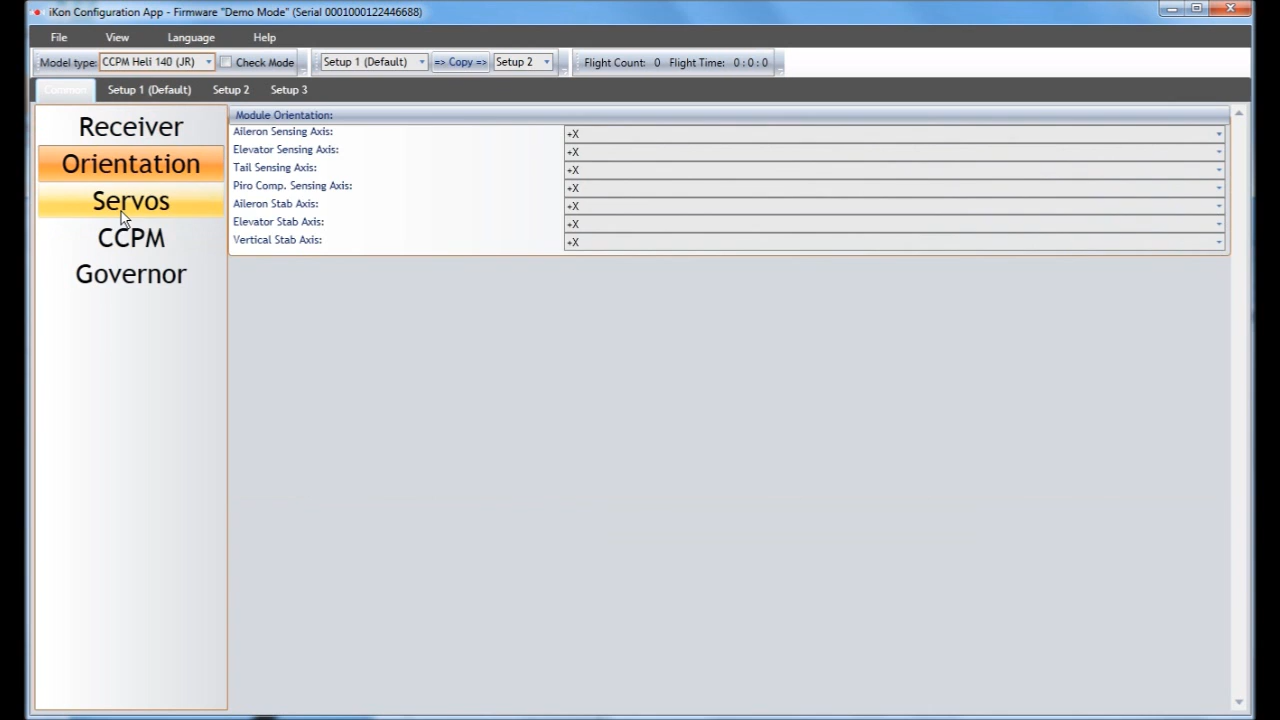 iKon Configuration App - Firmware "Demo Mode" (Serial 0001000122446688)
File View Language Help
Model type: CCPM Heli 140 (JR) Check Mode Setup 1 (Default) => Copy => Setup 2 Flight Count: 0 Flight Time: 0 : 0 : 0
Common Setup 1 (Default) Setup 2 Setup 3
Receiver
Orientation
Servos
CCPM
Governor
Module Orientation:
Aileron Sensing Axis: +X
Elevator Sensing Axis: +X
Tail Sensing Axis: +X
Piro Comp. Sensing Axis: +X
Aileron Stab Axis: +X
Elevator Stab Axis: +X
Vertical Stab Axis: +X